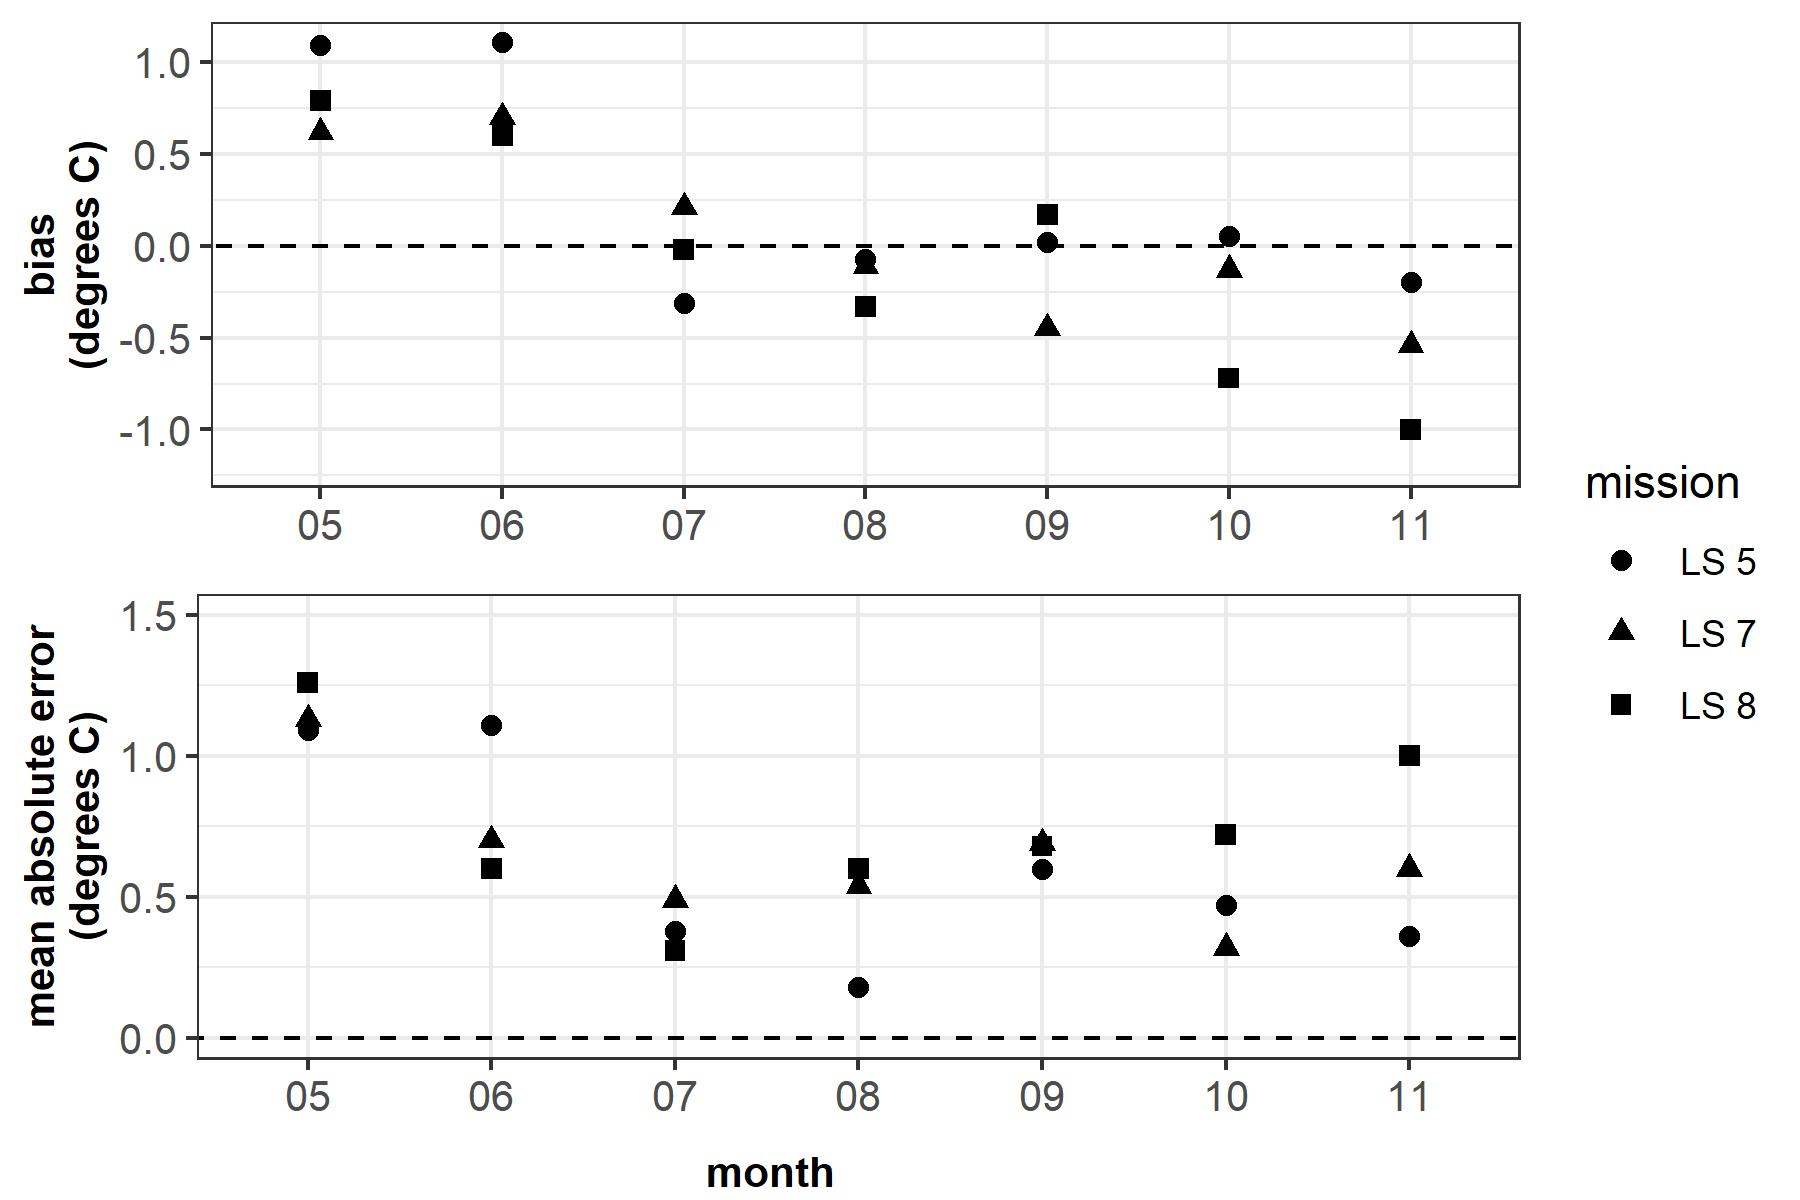 bias
(degrees C)
1.0
0.5
0.0
-0.5
-1.0
05 06 07 08 09 10 11
mean absolute error
(degrees C)
1.5
1.0
0.5
0.0
05 06 07 08 09 10 11
month
mission
LS 5
LS 7
LS 8